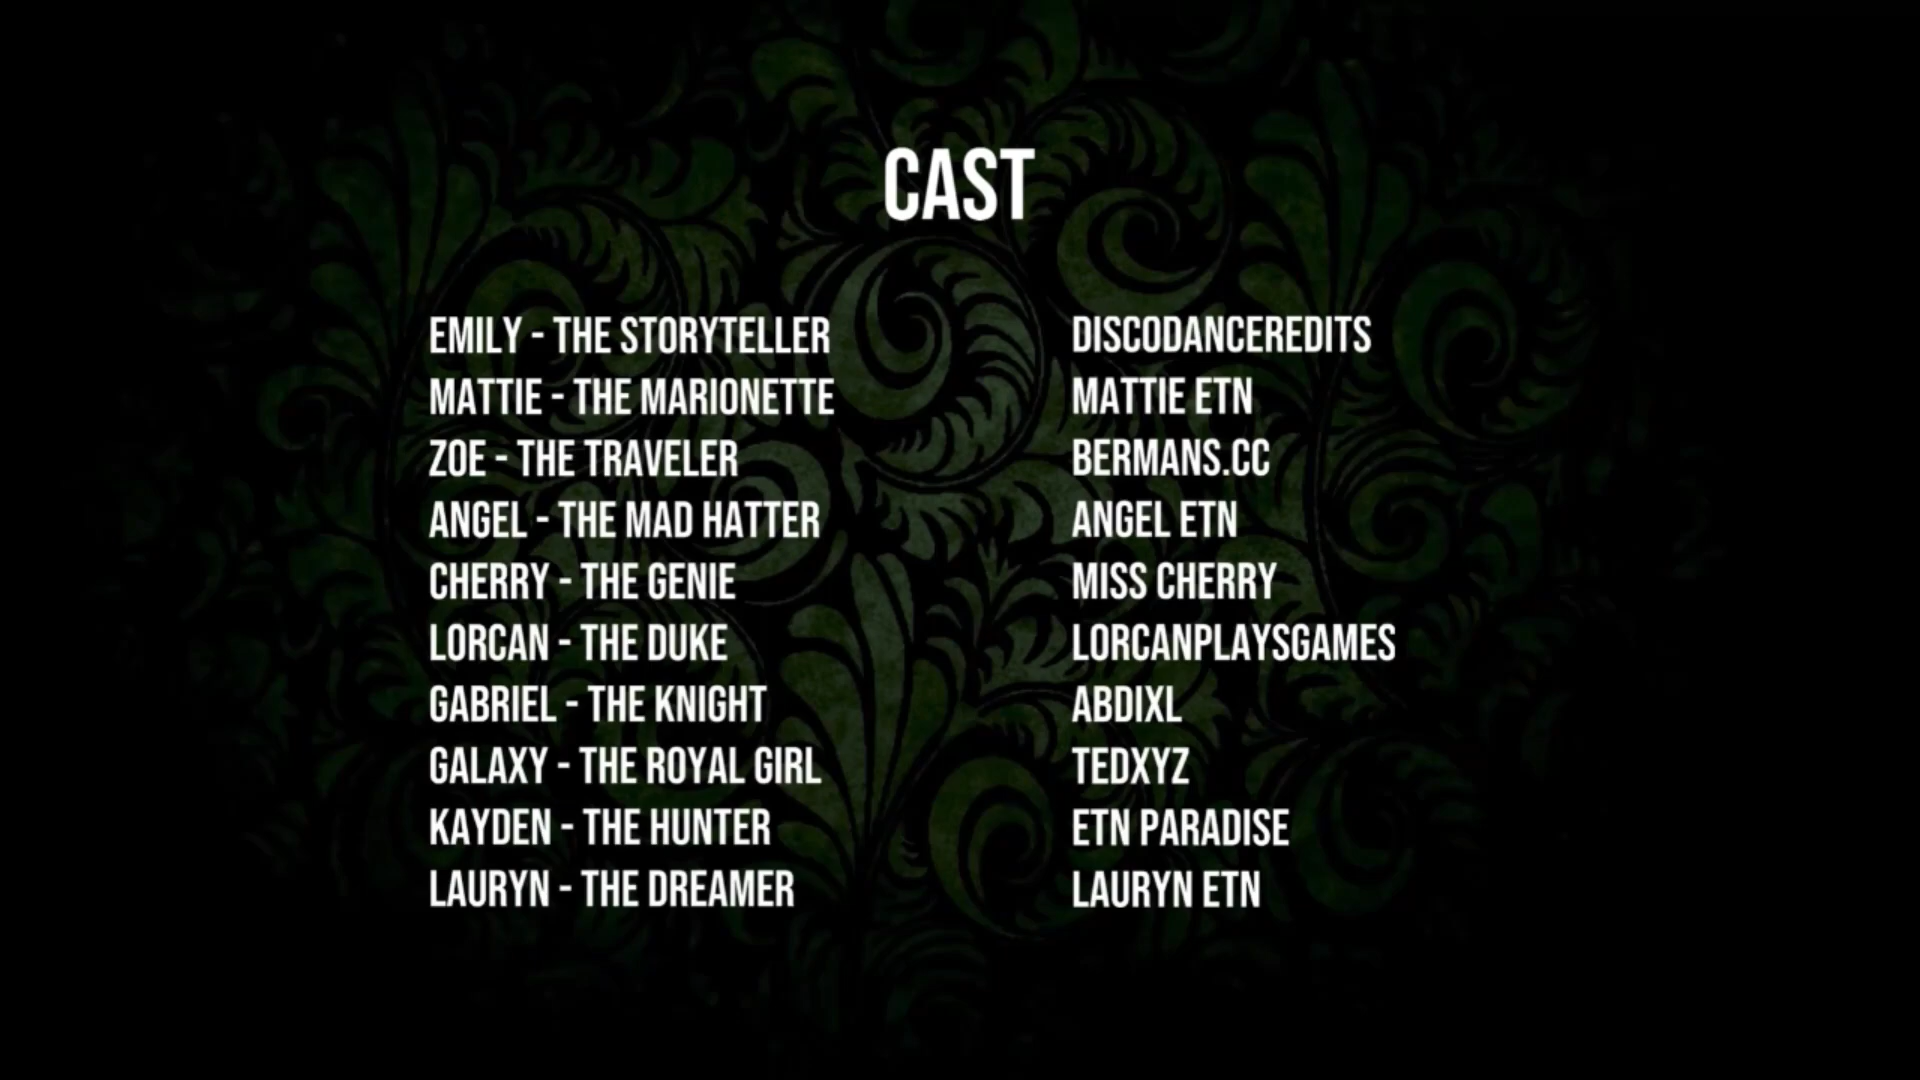 CAST
EMILY - THE STORYTELLER DISCODANCEREDITS
MATTIE - THE MARIONETTE MATTIE ETN
ZOE - THE TRAVELER BERMANS.CC
ANGEL - THE MAD HATTER ANGEL ETN
CHERRY - THE GENIE MISS CHERRY
LORCAN - THE DUKE LORCANPLAYSGAMES
GABRIEL - THE KNIGHT ABDIXL
GALAXY - THE ROYAL GIRL TEDXYZ
KAYDEN - THE HUNTER ETN PARADISE
LAURYN - THE DREAMER LAURYN ETN